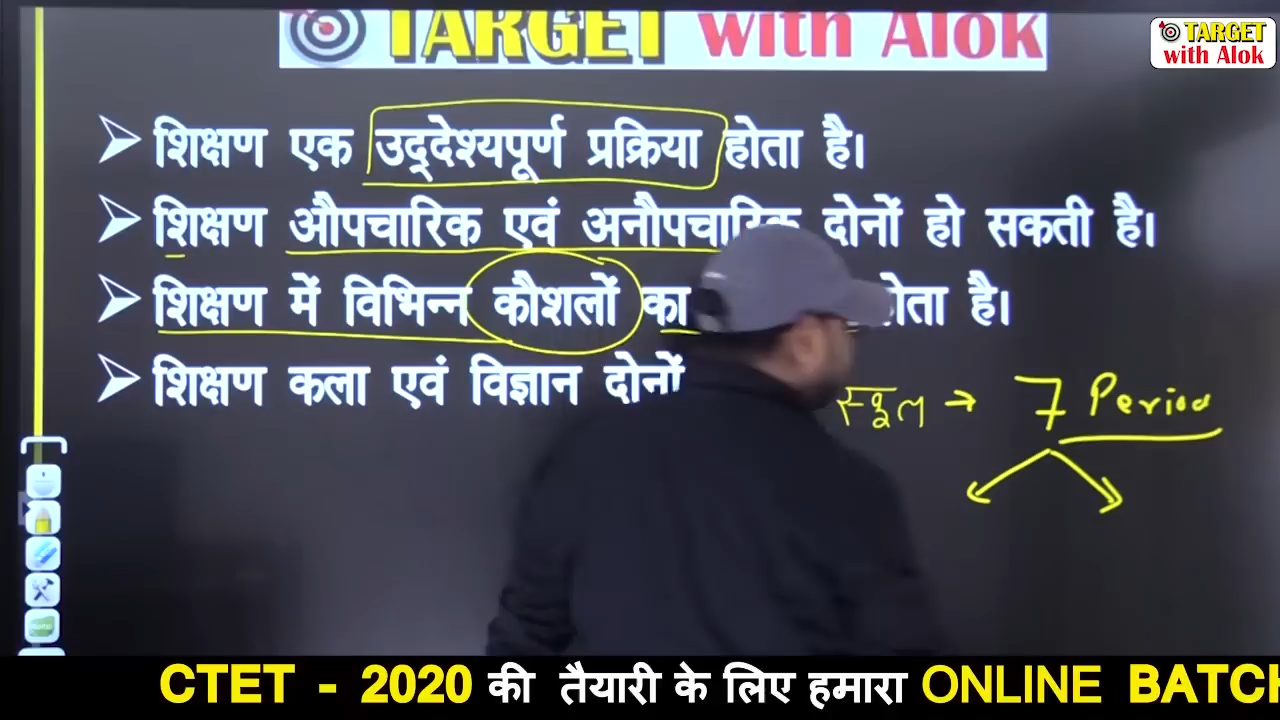 TARGET with Alok
TARGET
with Alok
शिक्षण एक उद्देश्यपूर्ण प्रक्रिया होता है।
शिक्षण औपचारिक एवं अनौपचारिक दोनों हो सकती है।
शिक्षण में विभिन्न कौशलों का होता है।
शिक्षण कला एवं विज्ञान दोनों
स्कूल → 7 Period
CTET - 2020 की तैयारी के लिए हमारा ONLINE BATCH